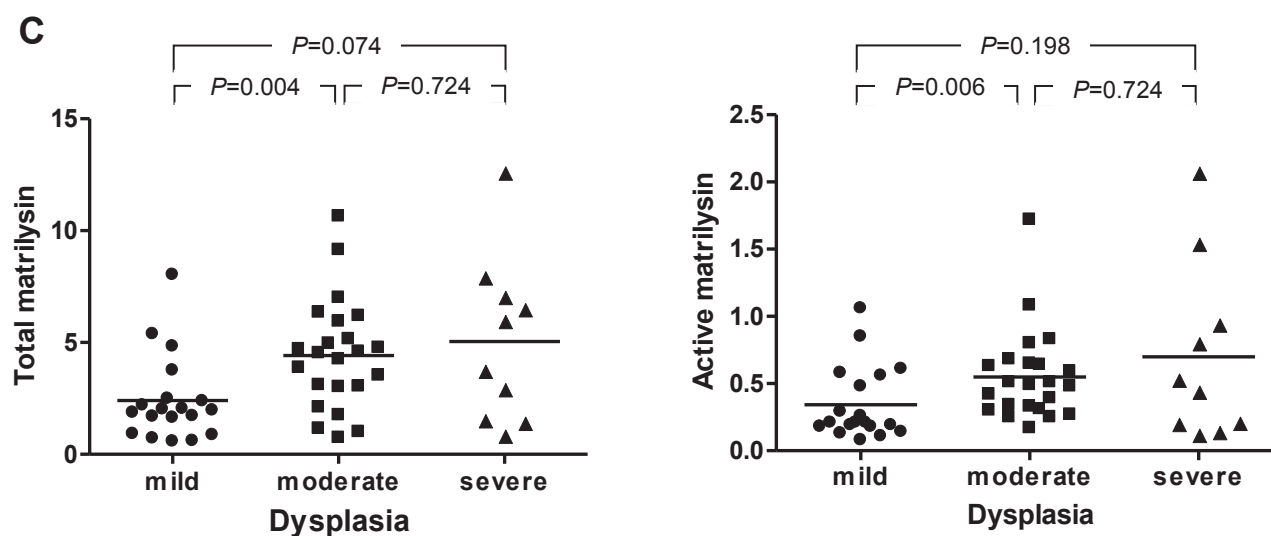 C
P=0.074
P=0.004
P=0.724
15
10
5
0
Total matrilysin
mild
moderate
severe
Dysplasia
P=0.198
P=0.006
P=0.724
2.5
2.0
1.5
1.0
0.5
0.0
Active matrilysin
mild
moderate
severe
Dysplasia